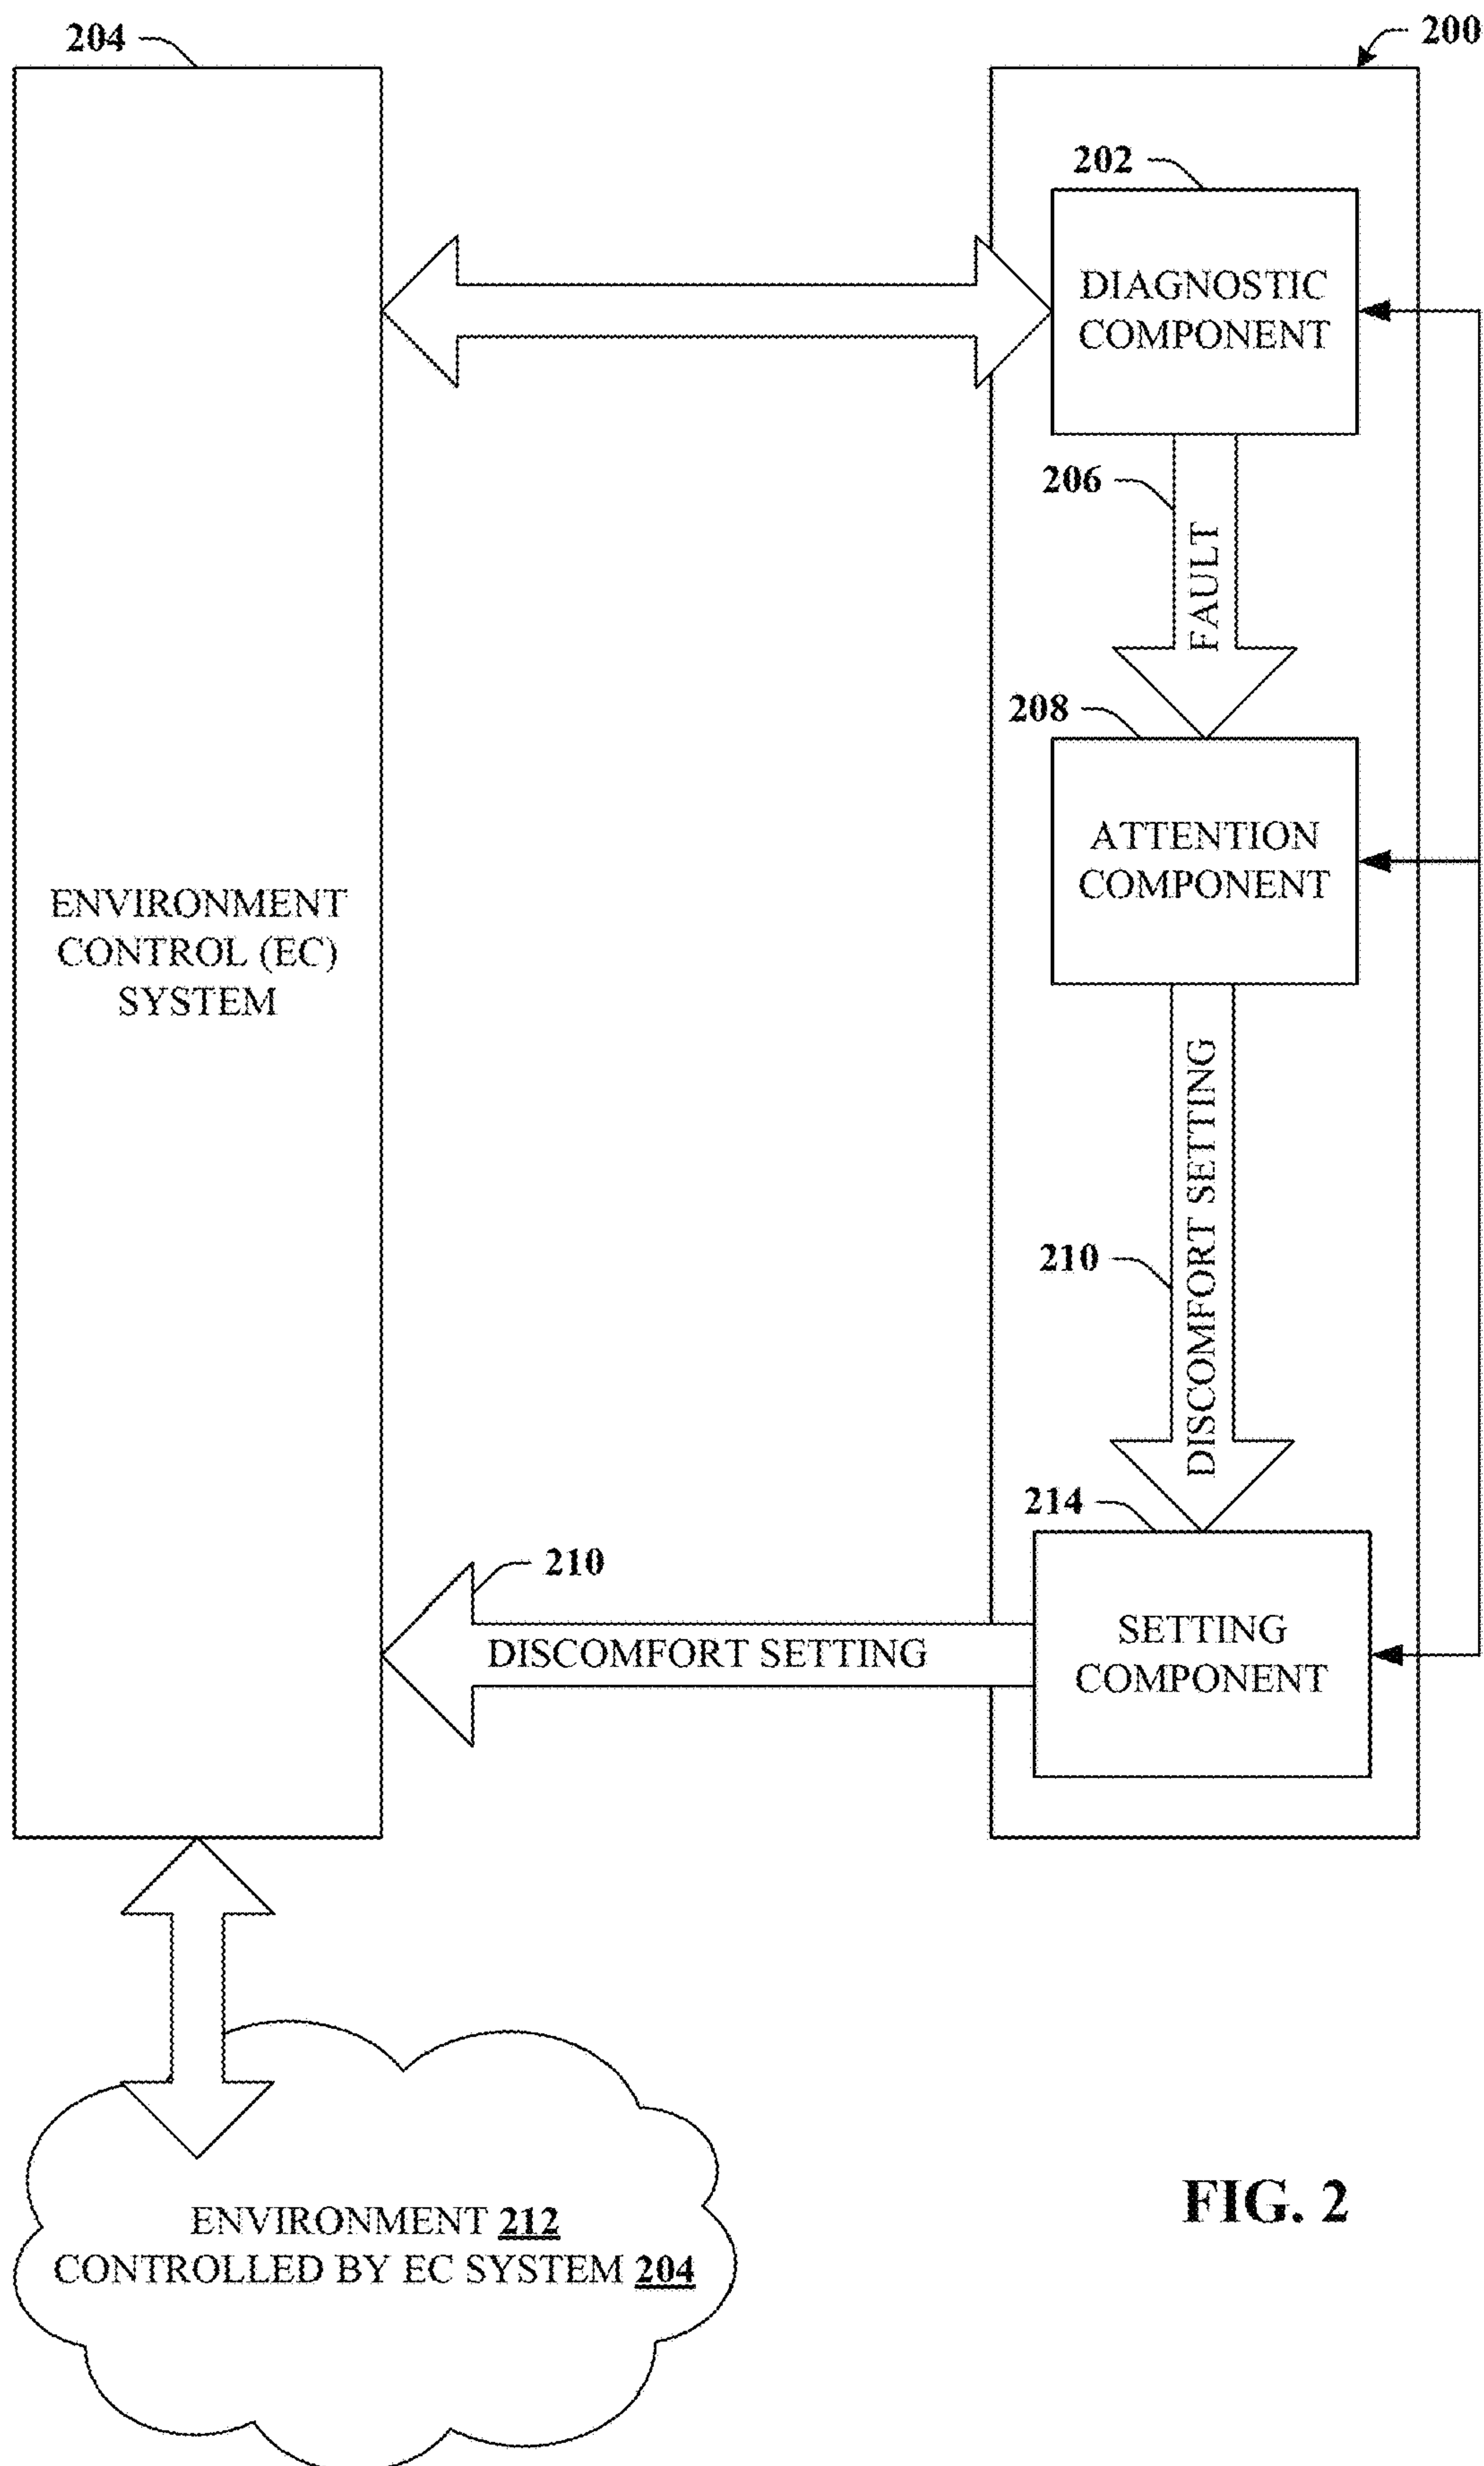 204
200
202
DIAGNOSTIC
COMPONENT
206
FAULT
208
ATTENTION
COMPONENT
ENVIRONMENT
CONTROL (EC)
SYSTEM
DISCOMFORT SETTING
210
214
210
DISCOMFORT SETTING
SETTING
COMPONENT
ENVIRONMENT 212
CONTROLLED BY EC SYSTEM 204
FIG. 2